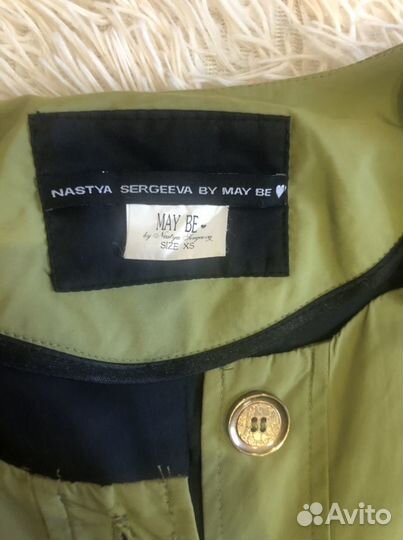 NASTYA SERGEEVA BY MAY BE
MAY BE
by Nastya Sergeeva
SIZE XS
Avito